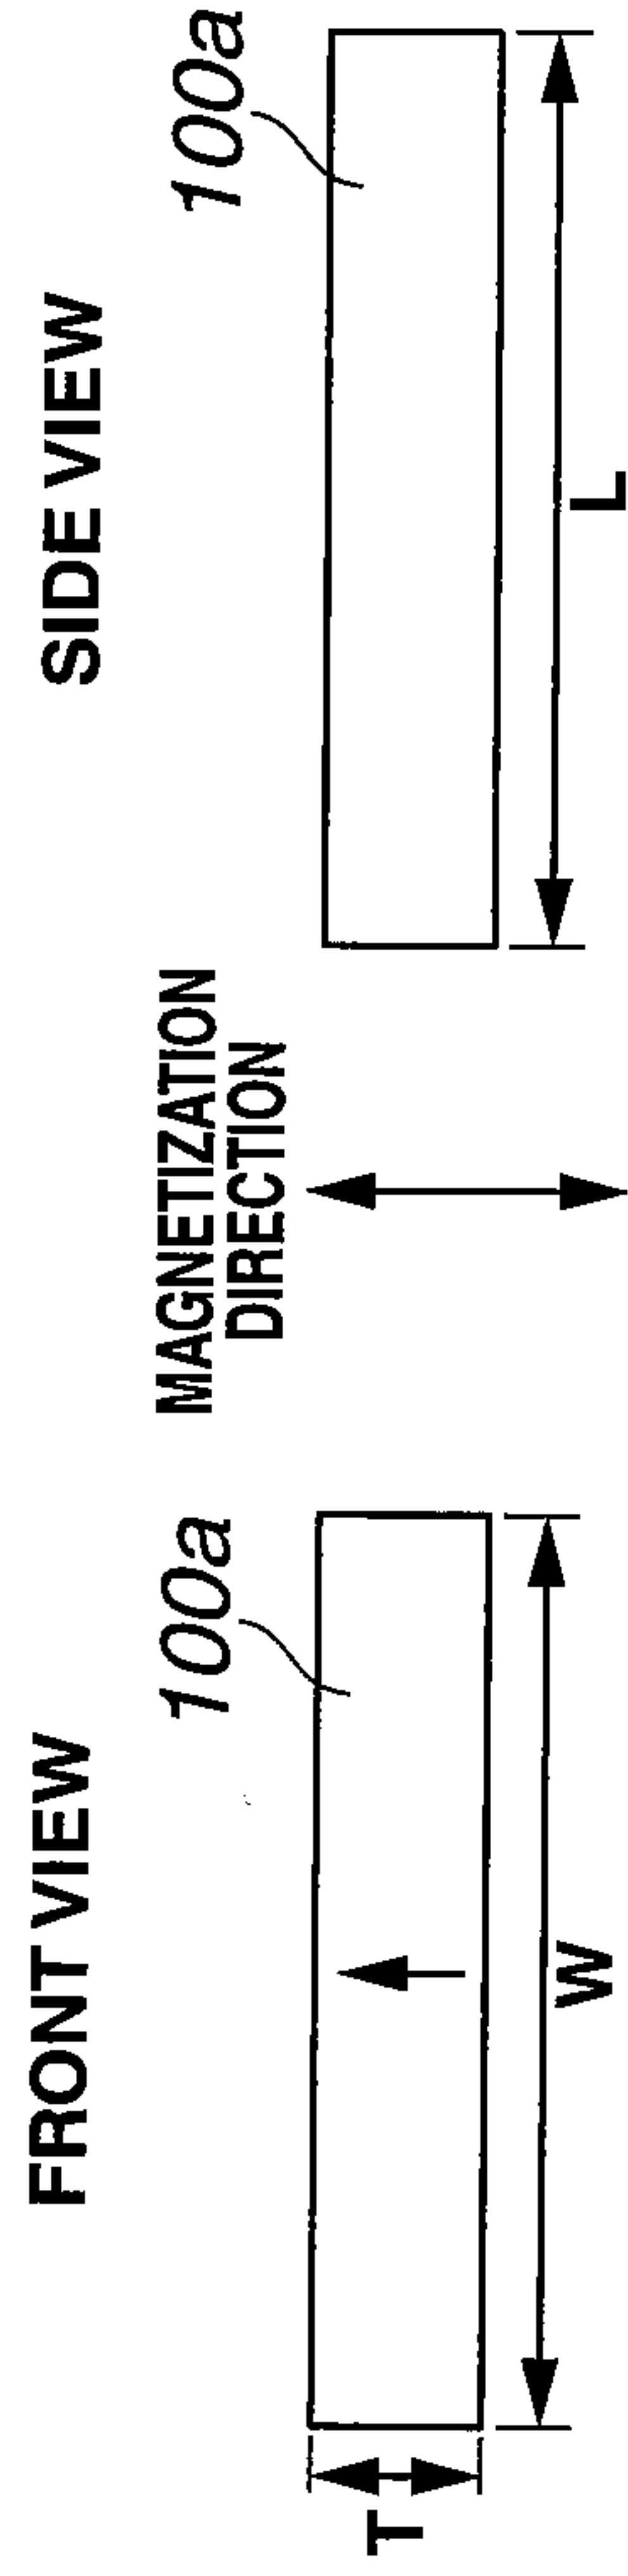 FRONT VIEW
100a
T
W
MAGNETIZATION
DIRECTION
SIDE VIEW
100a
L